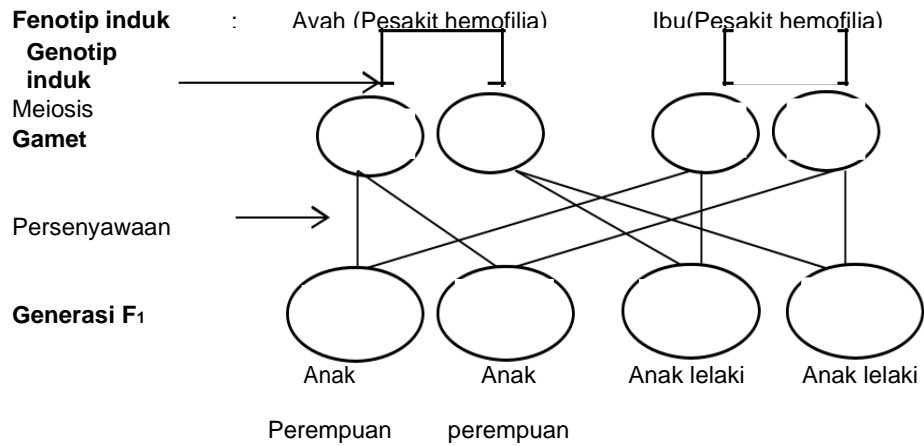 Fenotip induk : Ayah (Pesakit hemofilia) Ibu(Pesakit hemofilia)
Genotip
induk
Meiosis
Gamet
Persenyawaan
Generasi F1
Anak Anak Anak lelaki Anak lelaki
Perempuan perempuan